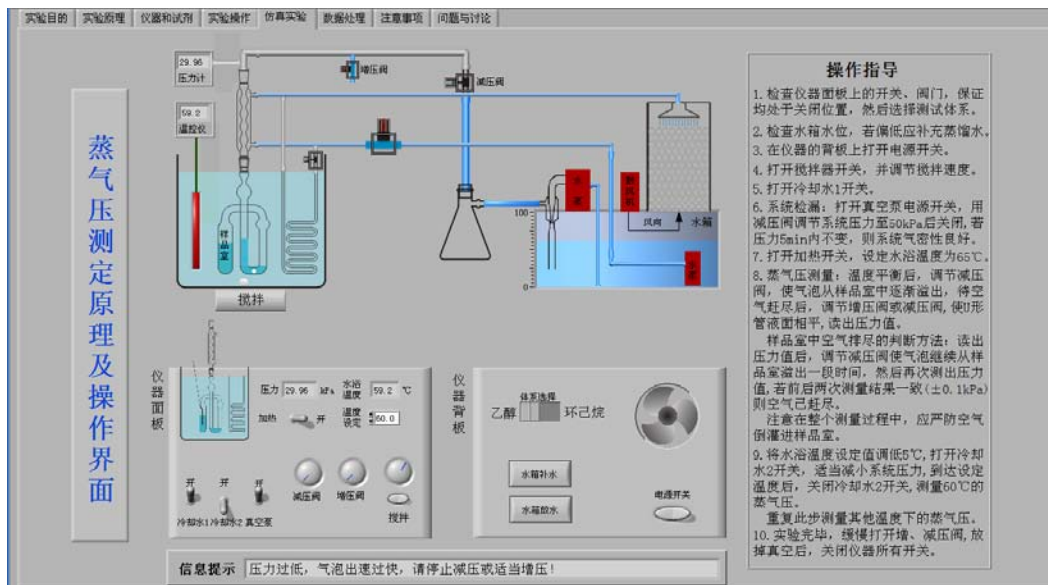 实验目的 实验原理 仪器和试剂 实验操作 仿真实验 数据处理 注意事项 问题与讨论
蒸气压测定原理及操作界面
29.96
压力计
59.2
温控仪
增压阀
减压阀
样品室
搅拌
100
0
风向
水箱
仪器面板
压力 29.96 kPa 水浴温度 59.2 ℃
加热 开 温度设定 60.0
开 开 开
减压阀 增压阀
搅拌
冷却水1 冷却水2 真空泵
仪器背板
体系选择
乙醇 环己烷
水箱补水
水箱放水
电源开关
信息提示 压力过低，气泡出速过快，请停止减压或适当增压！
操作指导
1.检查仪器面板上的开关、阀门，保证
均处于关闭位置，然后选择测试体系。
2.检查水箱水位，若偏低应补充蒸馏水。
3.在仪器的背板上打开电源开关。
4.打开搅拌器开关，并调节搅拌速度。
5.打开冷却水1开关。
6.系统检漏：打开真空泵电源开关，用
减压阀调节系统压力至50kPa后关闭，若
压力5min内不变，则系统气密性良好。
7.打开加热开关，设定水浴温度为65℃。
8.蒸气压测量：温度平衡后，调节减压
阀，使气泡从样品室中逐渐溢出，待空
气赶尽后，调节增压阀或减压阀，使U形
管液面相平，读出压力值。
样品室中空气排尽的判断方法：读出
压力值后，调节减压阀使气泡继续从样
品室溢出一段时间，然后再次测出压力
值，若前后两次测量结果一致(±0.1kPa)
则空气已赶尽。
注意在整个测量过程中，应严防空气
倒灌进样品室。
9.将水浴温度设定值调低5℃，打开冷却
水2开关，适当减小系统压力，到达设定
温度后，关闭冷却水2开关，测量60℃的
蒸气压。
重复此步测量其他温度下的蒸气压。
10.实验完毕，缓慢打开增、减压阀，放
掉真空后，关闭仪器所有开关。